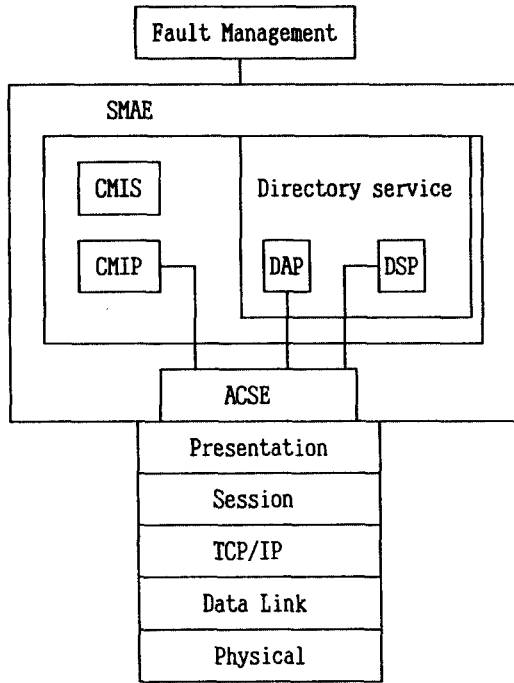 Fault Management
SMAE
CMIS
Directory service
CMIP
DAP
DSP
ACSE
Presentation
Session
TCP/IP
Data Link
Physical